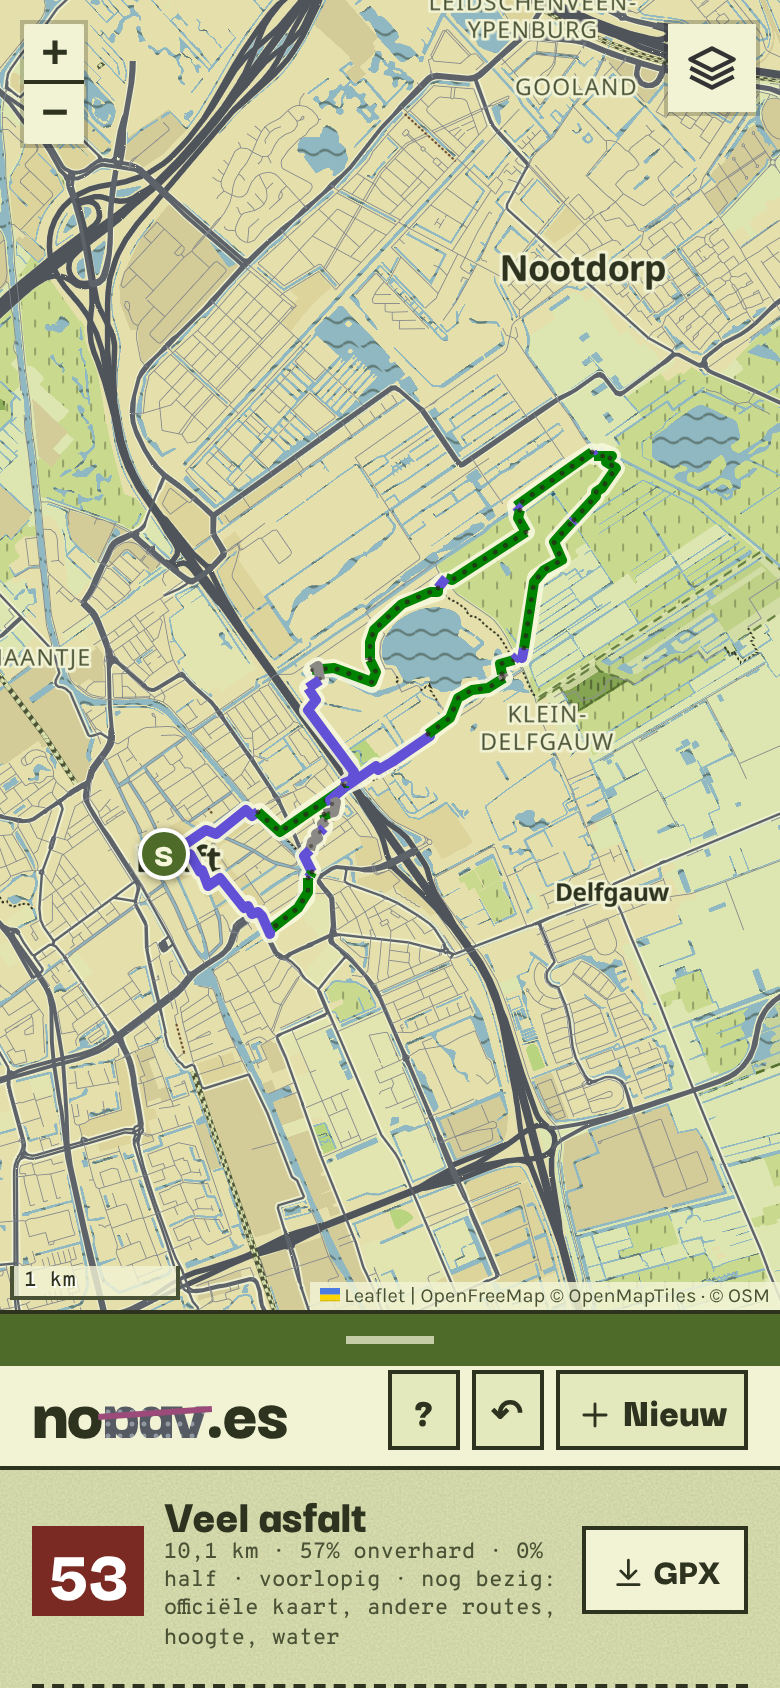 LEIDSCHENVEEN-
YPENBURG
GOOLAND
+
−
Nootdorp
KLEIN-
DELFGAUW
S
Delfgauw
1 km
Leaflet | OpenFreeMap © OpenMapTiles · © OSM
nopav.es
?
↶
+ Nieuw
53
Veel asfalt
10,1 km · 57% onverhard · 0%
half · voorlopig · nog bezig:
officiële kaart, andere routes,
hoogte, water
GPX